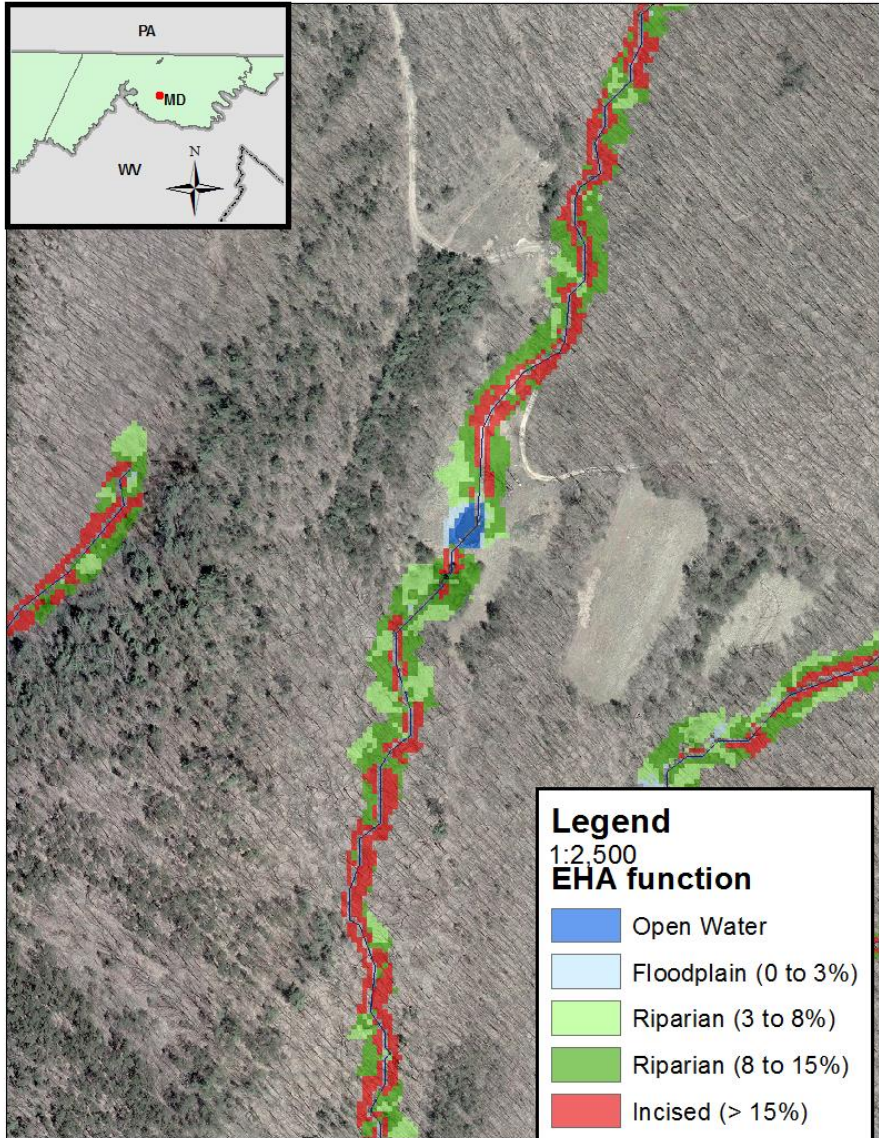 PA
MD
WV
N
Legend
1:2,500
EHA function
Open Water
Floodplain (0 to 3%)
Riparian (3 to 8%)
Riparian (8 to 15%)
Incised (> 15%)